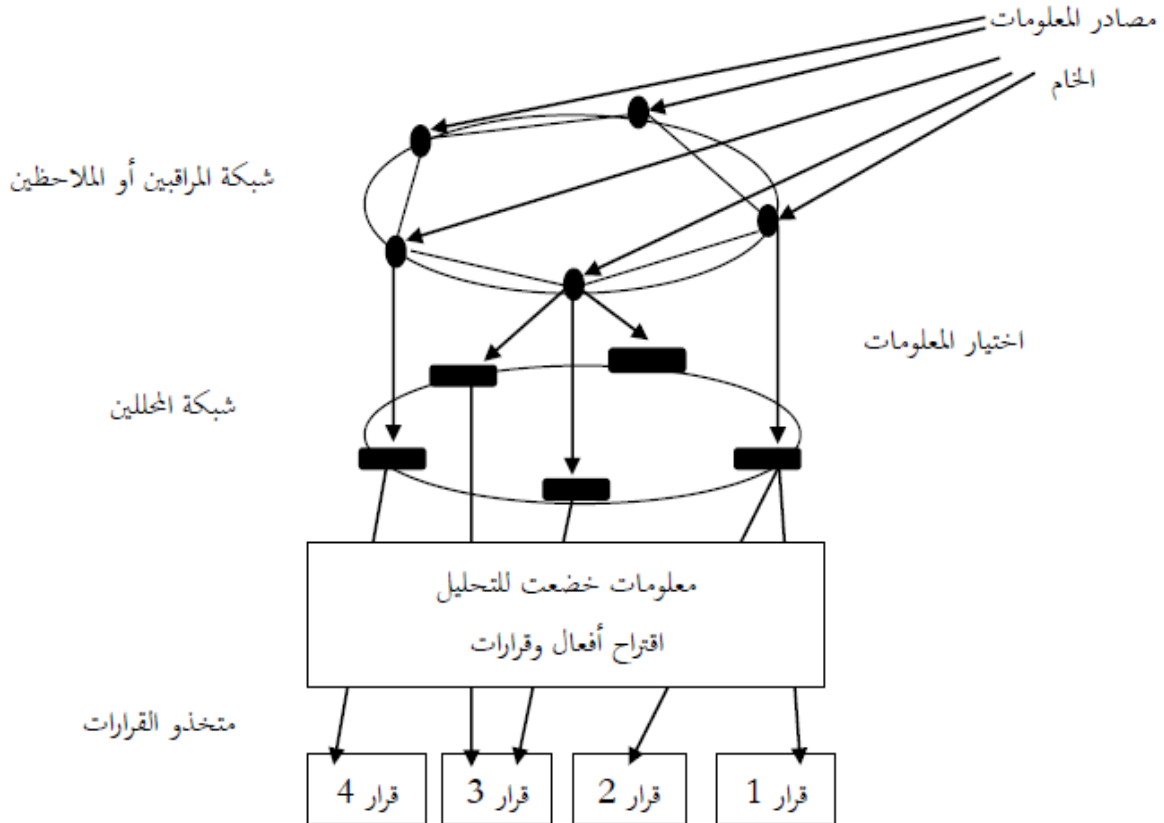 مصادر المعلومات
الخام
شبكة المراقبين أو الملاحظين
اختيار المعلومات
شبكة المحللين
معلومات خضعت للتحليل
اقتراح أفعال وقرارات
متخذو القرارات
قرار 1
قرار 2
قرار 3
قرار 4